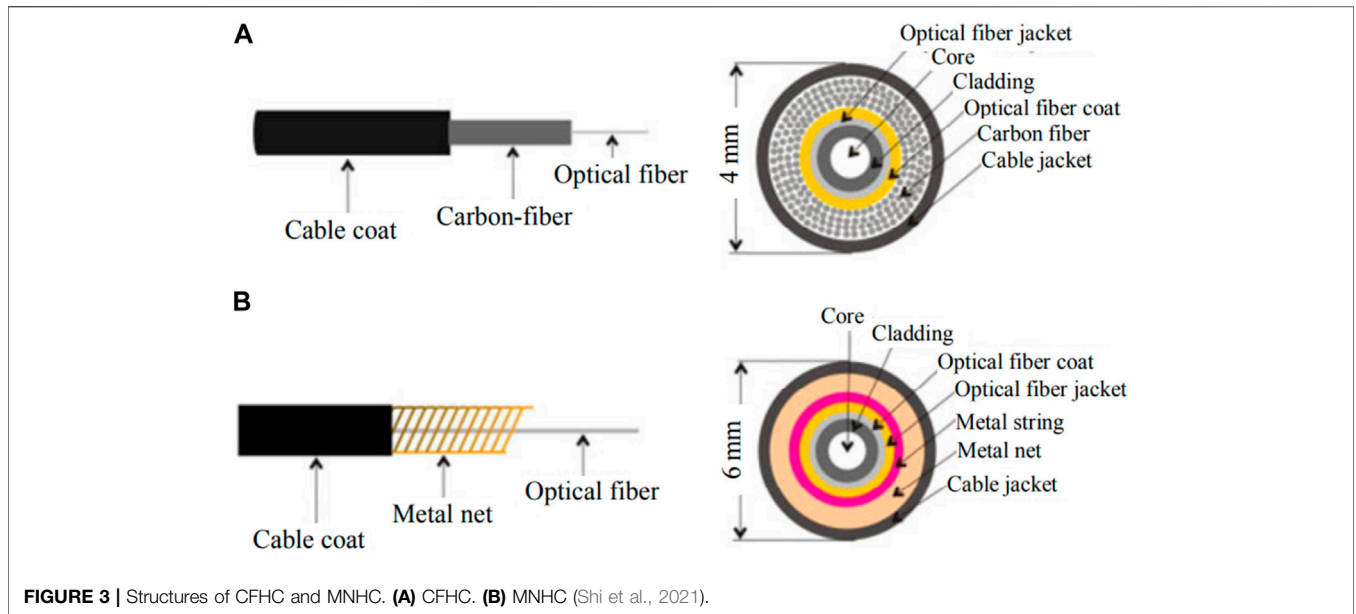 A
Optical fiber jacket
Core
Cladding
Optical fiber coat
Carbon fiber
Cable jacket
4 mm
Optical fiber
Carbon-fiber
Cable coat
B
Core
Cladding
Optical fiber coat
Optical fiber jacket
Metal string
Metal net
Cable jacket
6 mm
Optical fiber
Metal net
Cable coat
FIGURE 3 | Structures of CFHC and MNHC. (A) CFHC. (B) MNHC (Shi et al., 2021).